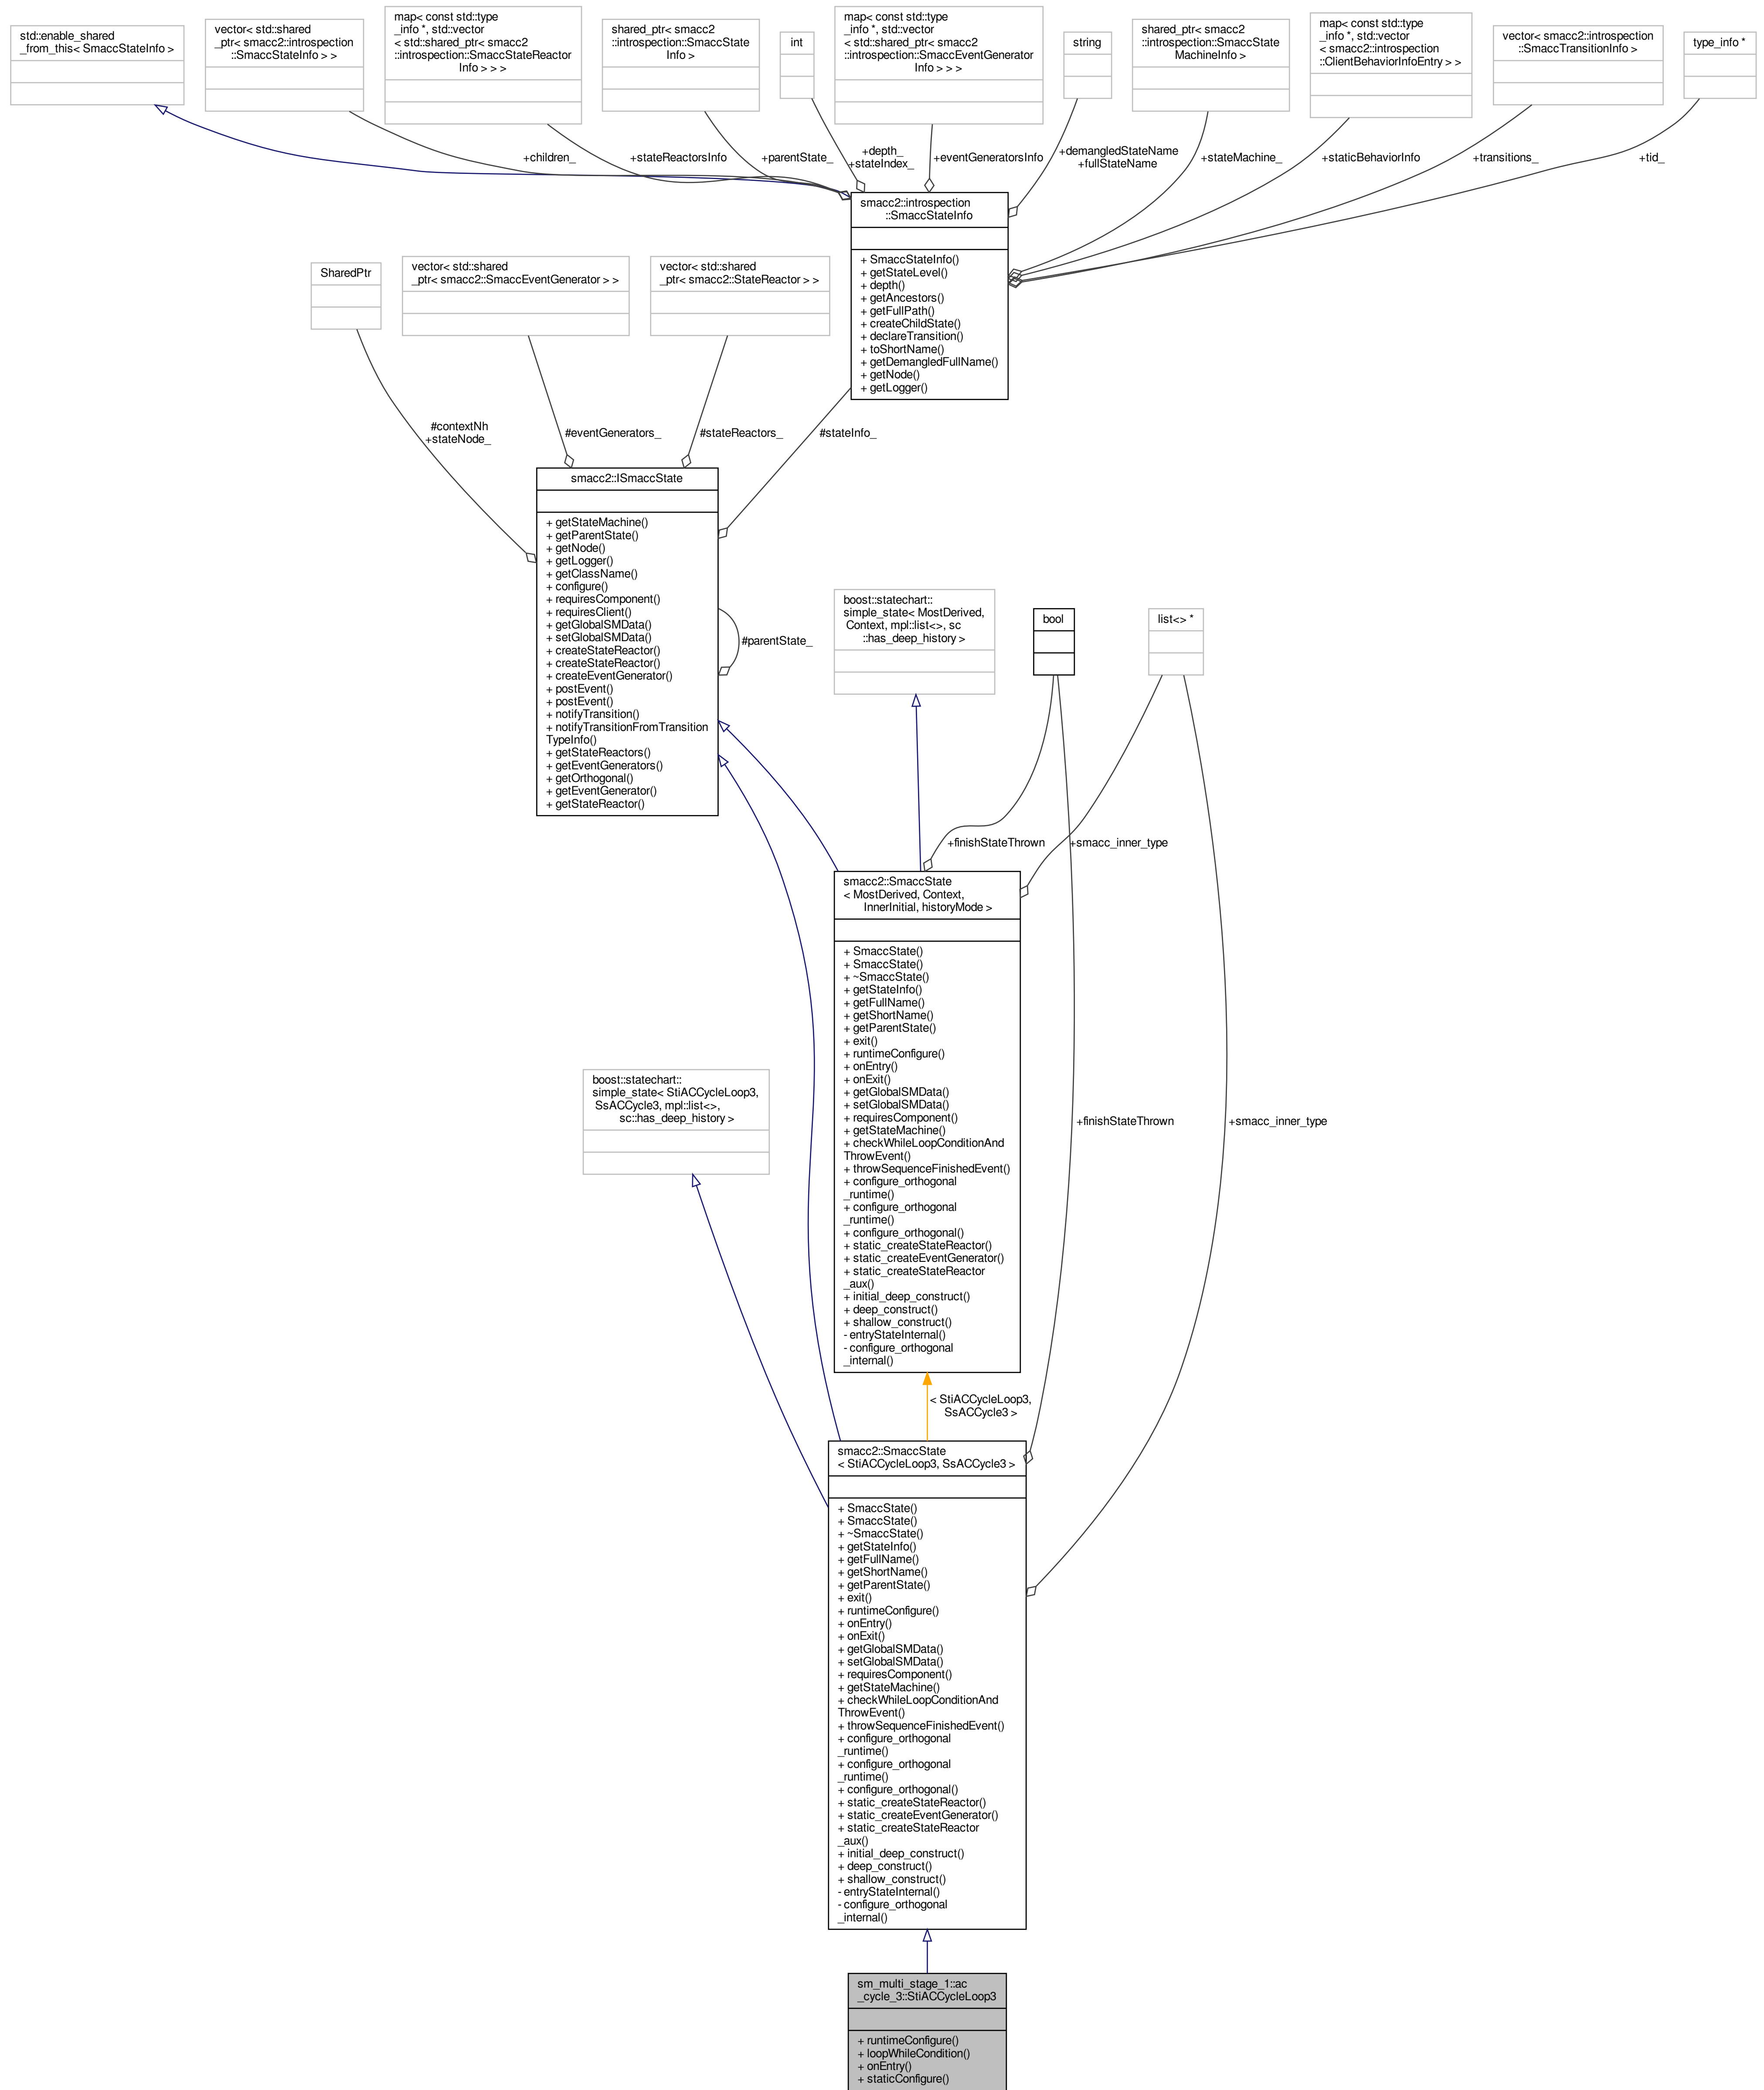 std::enable_shared
_from_this< SmaccStateInfo >
vector< std::shared
_ptr< smacc2::introspection
::SmaccStateInfo > >
map< const std::type
_info *, std::vector
< std::shared_ptr< smacc2
::introspection::SmaccStateReactor
Info > > >
shared_ptr< smacc2
::introspection::SmaccState
Info >
int
map< const std::type
_info *, std::vector
< std::shared_ptr< smacc2
::introspection::SmaccEventGenerator
Info > > >
string
shared_ptr< smacc2
::introspection::SmaccState
MachineInfo >
map< const std::type
_info *, std::vector
< smacc2::introspection
::ClientBehaviorInfoEntry > >
vector< smacc2::introspection
::SmaccTransitionInfo >
type_info *
+children_
+stateReactorsInfo
+parentState_
+depth_
+stateIndex_
+eventGeneratorsInfo
+demangledStateName
+fullStateName
+stateMachine_
+staticBehaviorInfo
+transitions_
+tid_
smacc2::introspection
::SmaccStateInfo
+ SmaccStateInfo()
+ getStateLevel()
+ depth()
+ getAncestors()
+ getFullPath()
+ createChildState()
+ declareTransition()
+ toShortName()
+ getDemangledFullName()
+ getNode()
+ getLogger()
SharedPtr
vector< std::shared
_ptr< smacc2::SmaccEventGenerator > >
vector< std::shared
_ptr< smacc2::StateReactor > >
#contextNh
+stateNode_
#eventGenerators_
#stateReactors_
#stateInfo_
smacc2::ISmaccState
+ getStateMachine()
+ getParentState()
+ getNode()
+ getLogger()
+ getClassName()
+ configure()
+ requiresComponent()
+ requiresClient()
+ getGlobalSMData()
+ setGlobalSMData()
+ createStateReactor()
+ createStateReactor()
+ createEventGenerator()
+ postEvent()
+ postEvent()
+ notifyTransition()
+ notifyTransitionFromTransition
TypeInfo()
+ getStateReactors()
+ getEventGenerators()
+ getOrthogonal()
+ getEventGenerator()
+ getStateReactor()
#parentState_
boost::statechart::
simple_state< MostDerived,
Context, mpl::list<>, sc
::has_deep_history >
bool
list<> *
+finishStateThrown
+smacc_inner_type
smacc2::SmaccState
< MostDerived, Context,
InnerInitial, historyMode >
+ SmaccState()
+ SmaccState()
+ ~SmaccState()
+ getStateInfo()
+ getFullName()
+ getShortName()
+ getParentState()
+ exit()
+ runtimeConfigure()
+ onEntry()
+ onExit()
+ getGlobalSMData()
+ setGlobalSMData()
+ requiresComponent()
+ getStateMachine()
+ checkWhileLoopConditionAnd
ThrowEvent()
+ throwSequenceFinishedEvent()
+ configure_orthogonal
_runtime()
+ configure_orthogonal
_runtime()
+ configure_orthogonal()
+ static_createStateReactor()
+ static_createEventGenerator()
+ static_createStateReactor
_aux()
+ initial_deep_construct()
+ deep_construct()
+ shallow_construct()
- entryStateInternal()
- configure_orthogonal
_internal()
boost::statechart::
simple_state< StiACCycleLoop3,
SsACCycle3, mpl::list<>,
sc::has_deep_history >
+finishStateThrown
+smacc_inner_type
< StiACCycleLoop3,
SsACCycle3 >
smacc2::SmaccState
< StiACCycleLoop3, SsACCycle3 >
+ SmaccState()
+ SmaccState()
+ ~SmaccState()
+ getStateInfo()
+ getFullName()
+ getShortName()
+ getParentState()
+ exit()
+ runtimeConfigure()
+ onEntry()
+ onExit()
+ getGlobalSMData()
+ setGlobalSMData()
+ requiresComponent()
+ getStateMachine()
+ checkWhileLoopConditionAnd
ThrowEvent()
+ throwSequenceFinishedEvent()
+ configure_orthogonal
_runtime()
+ configure_orthogonal
_runtime()
+ configure_orthogonal()
+ static_createStateReactor()
+ static_createEventGenerator()
+ static_createStateReactor
_aux()
+ initial_deep_construct()
+ deep_construct()
+ shallow_construct()
- entryStateInternal()
- configure_orthogonal
_internal()
sm_multi_stage_1::ac
_cycle_3::StiACCycleLoop3
+ runtimeConfigure()
+ loopWhileCondition()
+ onEntry()
+ staticConfigure()